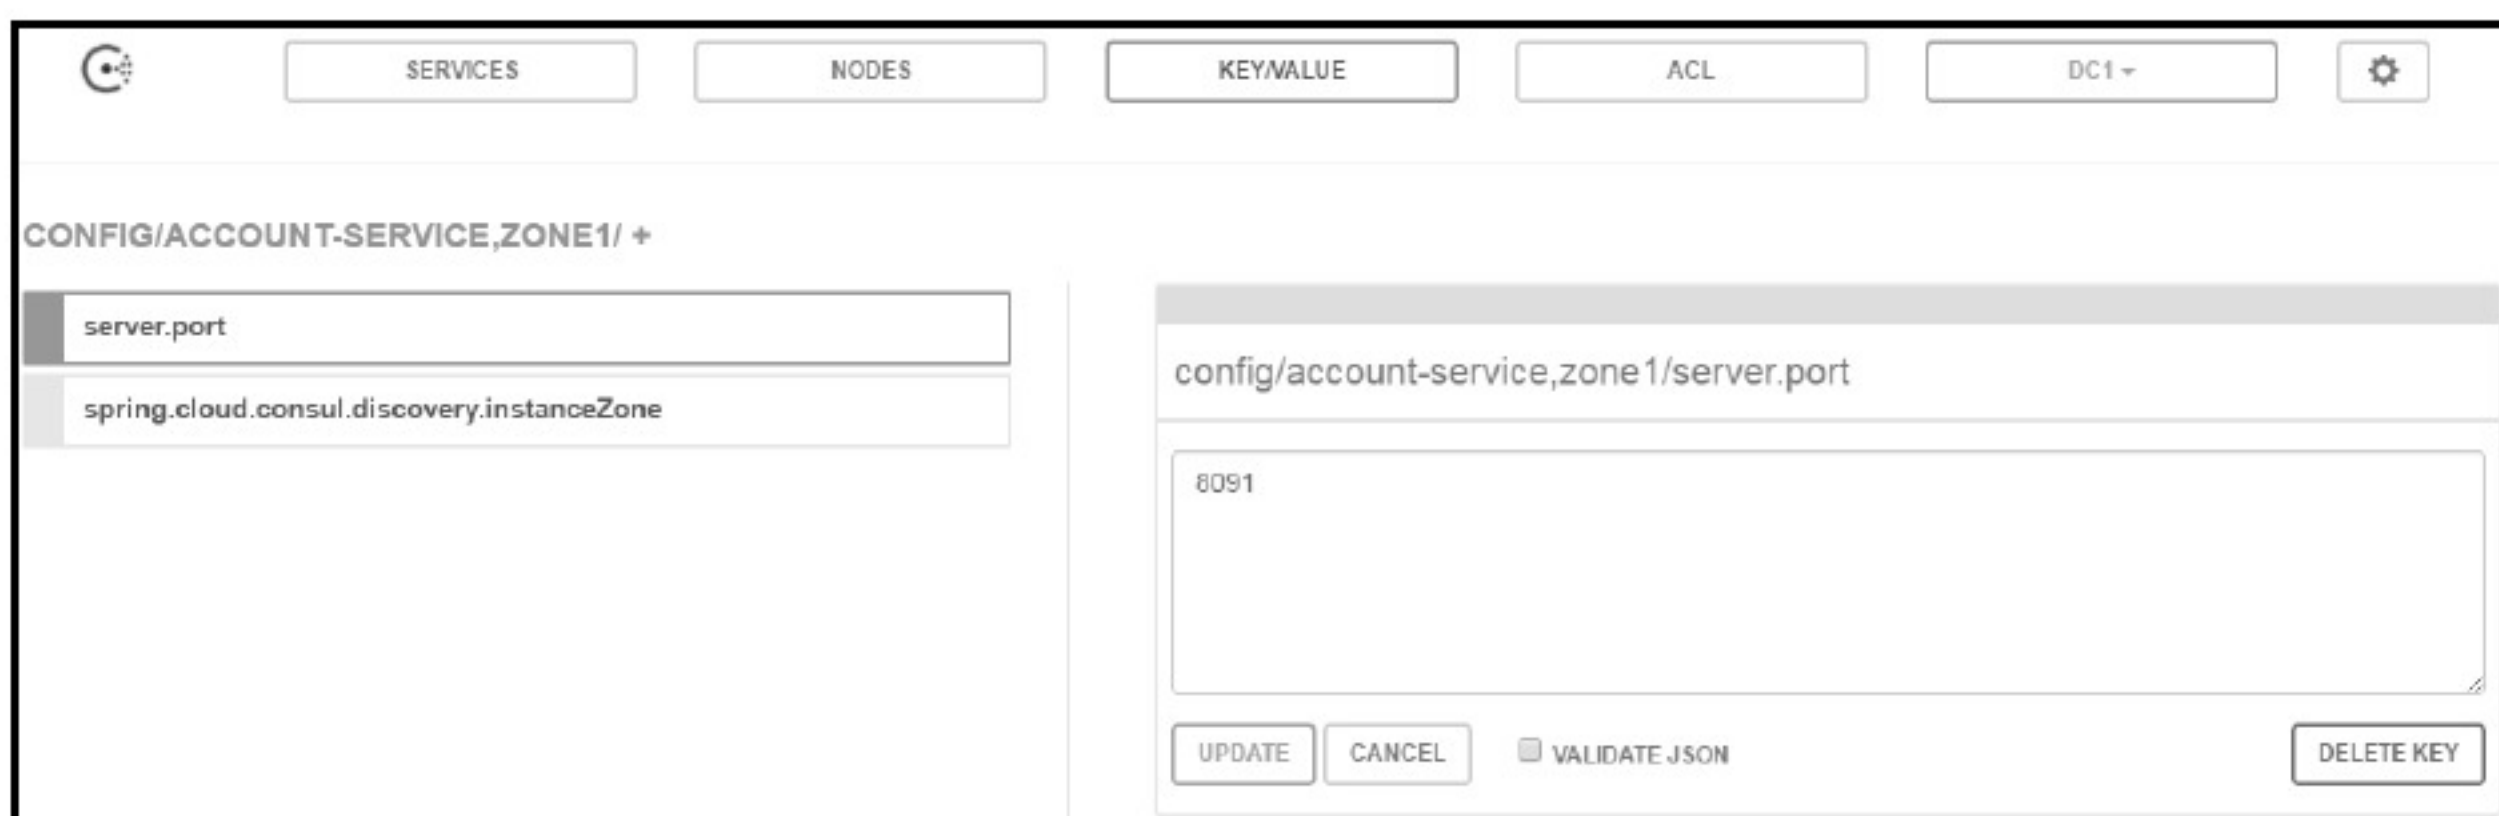 SERVICES NODES KEY/VALUE ACL DC1
CONFIG/ACCOUNT-SERVICE,ZONE1/ +
server.port
spring.cloud.consul.discovery.instanceZone
config/account-service,zone1/server.port
8091
UPDATE CANCEL VALIDATE JSON DELETE KEY